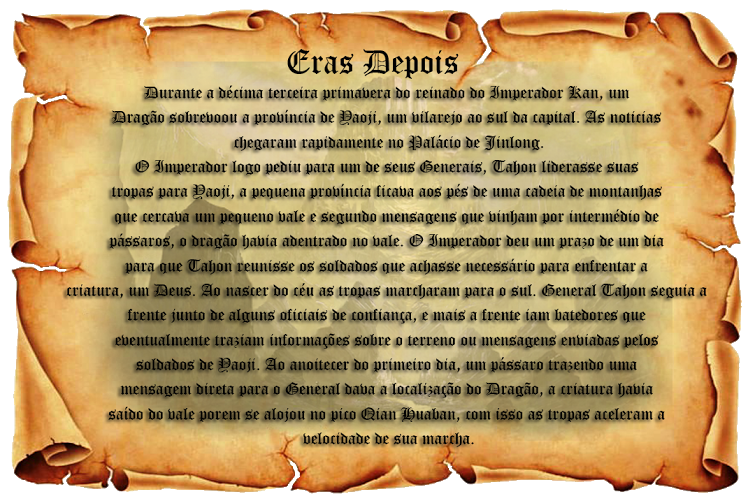 Eras Depois
Durante a décima terceira primavera do reinado do Imperador Kan, um
Dragão sobrevoou a província de Yaoji, um vilarejo ao sul da capital. As noticias
chegaram rapidamente no Palácio de Jinlong.
O Imperador logo pediu para um de seus Generais, Tahon liderasse suas
tropas para Yaoji, a pequena província ficava aos pés de uma cadeia de montanhas
que cercava um pequeno vale e segundo mensagens que vinham por intermédio de
pássaros, o dragão havia adentrado no vale. O Imperador deu um prazo de um dia
para que Tahon reunisse os soldados que achasse necessário para enfrentar a
criatura, um Deus. Ao nascer do céu as tropas marcharam para o sul. General Tahon seguia a
frente junto de alguns oficiais de confiança, e mais a frente iam batedores que
eventualmente traziam informações sobre o terreno ou mensagens enviadas pelos
soldados de Yaoji. Ao anoitecer do primeiro dia, um pássaro trazendo uma
mensagem direta para o General dava a localização do Dragão, a criatura havia
saído do vale porem se alojou no pico Qian Huaban, com isso as tropas aceleram a
velocidade de sua marcha.